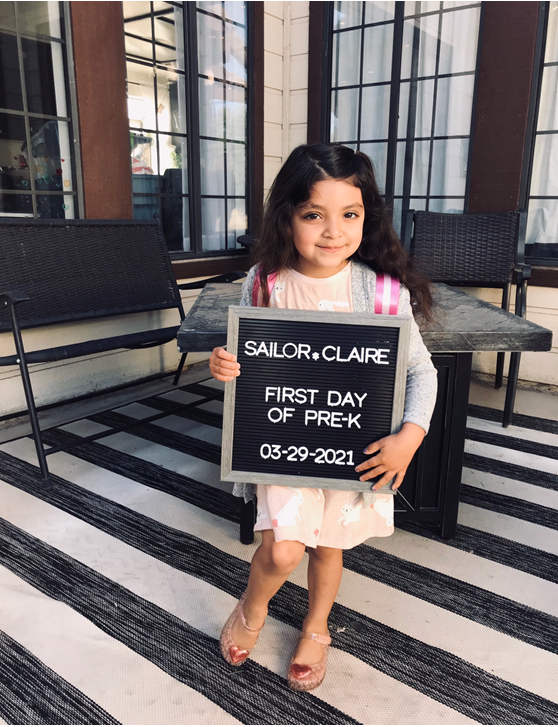 SAILOR*CLAIRE
FIRST DAY
OF PRE-K
03-29-2021